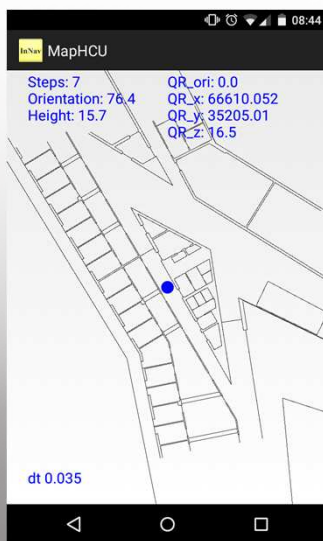 08:44
InNav MapHCU
Steps: 7
Orientation: 76.4
Height: 15.7
QR_ori: 0.0
QR_x: 66610.052
QR_y: 35205.01
QR_z: 16.5
dt 0.035